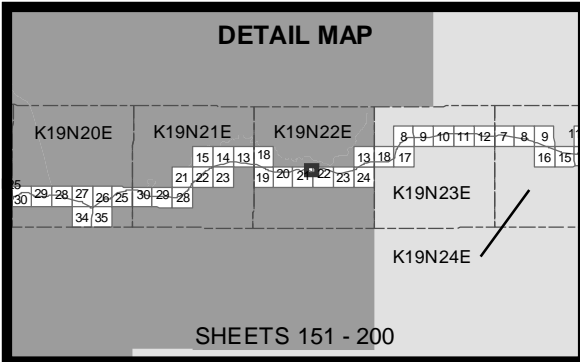 DETAIL MAP
K19N20E K19N21E K19N22E
8 9 10 11 12 7 8 9
15 14 13 18 13 18 17 16 15
21 22 23 19 20 21 22 23 24
25 30 29 28 27 26 25 30 29 28
34 35
K19N23E
K19N24E
SHEETS 151 - 200